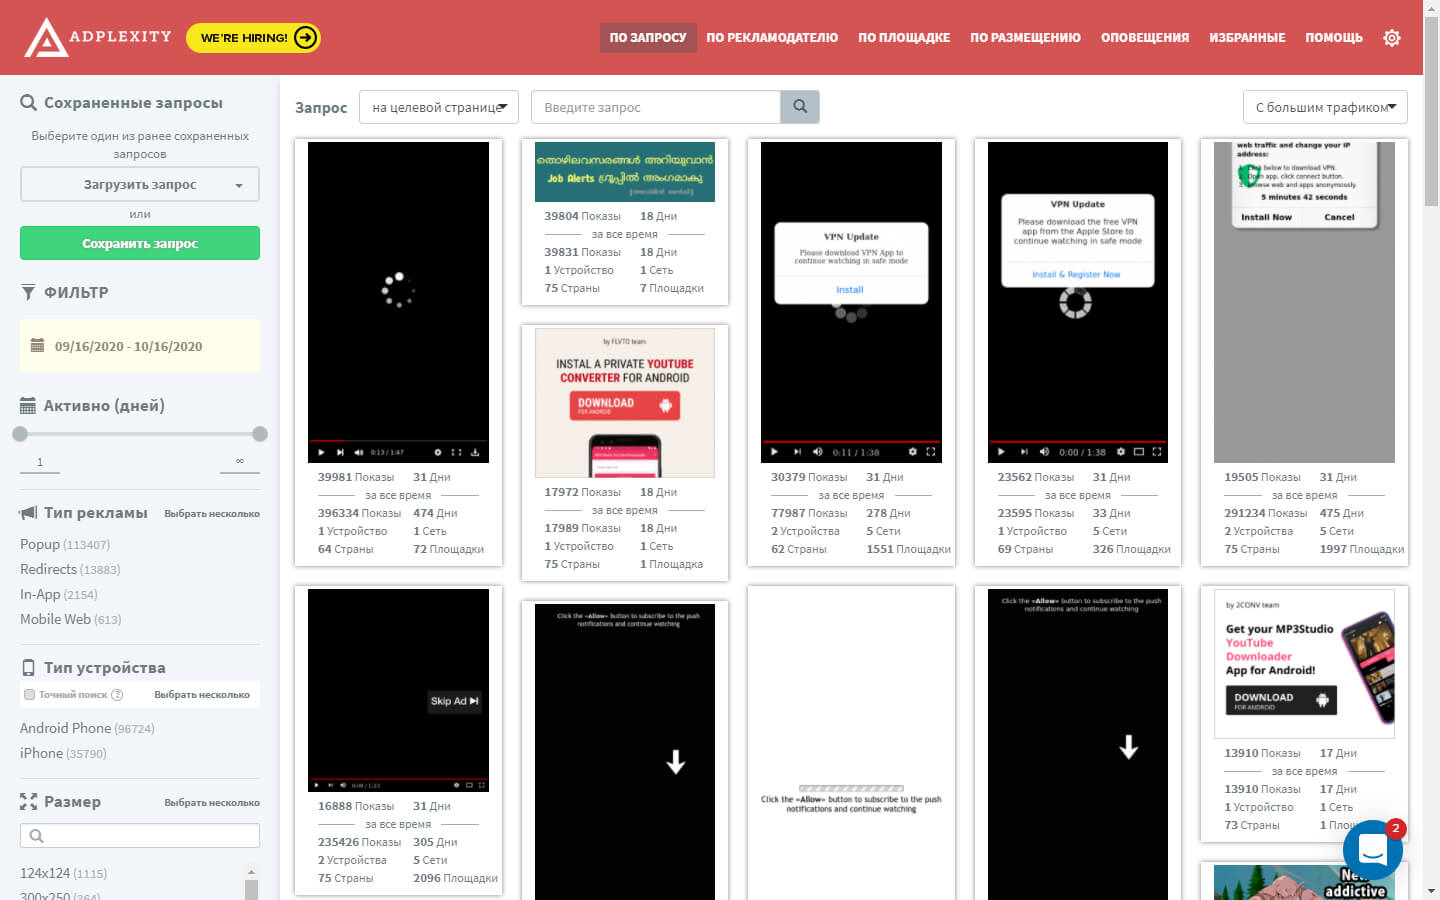 ADPLEXITY
WE'RE HIRING!
ПО ЗАПРОСУ
ПО РЕКЛАМОДАТЕЛЮ
ПО ПЛОЩАДКЕ
ПО РАЗМЕЩЕНИЮ
ОПОВЕЩЕНИЯ
ИЗБРАННЫЕ
ПОМОЩЬ
Сохраненные запросы
Выберите один из ранее сохраненных
запросов
Загрузить запрос
или
Сохранить запрос
ФИЛЬТР
09/16/2020 - 10/16/2020
Активно (дней)
1 ∞
Тип рекламы Выбрать несколько
Popup (113407)
Redirects (13883)
In-App (2154)
Mobile Web (613)
Тип устройства
Точный поиск ? Выбрать несколько
Android Phone (96724)
iPhone (35790)
Размер Выбрать несколько
124x124 (1115)
300x250 (364)
Запрос на целевой странице Введите запрос С большим трафиком
0:13 / 1:47
39981 Показы 31 Дни
за все время
396334 Показы 474 Дни
1 Устройство 1 Сеть
64 Страны 72 Площадки
Skip Ad
0:09 / 1:33
16888 Показы 31 Дни
за все время
235426 Показы 305 Дни
2 Устройства 5 Сети
75 Страны 2096 Площадки
തൊഴിലവസരങ്ങൾ അറിയുവാൻ
Job Alerts ഗ്രൂപ്പിൽ അംഗമാകു
39804 Показы 18 Дни
за все время
39831 Показы 18 Дни
1 Устройство 1 Сеть
75 Страны 7 Площадки
by FLVTO team
INSTAL A PRIVATE YOUTUBE
CONVERTER FOR ANDROID
DOWNLOAD
FOR ANDROID
17972 Показы 18 Дни
за все время
17989 Показы 18 Дни
1 Устройство 1 Сеть
75 Страны 1 Площадка
Click the «Allow» button to subscribe to the push
notifications and continue watching
VPN Update
Please download VPN App to
continue watching in safe mode
Install
0:11 / 1:38
30379 Показы 31 Дни
за все время
77987 Показы 278 Дни
2 Устройства 5 Сети
62 Страны 1551 Площадки
Click the «Allow» button to subscribe to the push
notifications and continue watching
VPN Update
Please download the free VPN
app from the Apple Store to
continue watching in safe mode
Install & Register Now
0:00 / 1:38
23562 Показы 31 Дни
за все время
23595 Показы 33 Дни
1 Устройство 5 Сети
69 Страны 326 Площадки
Click the «Allow» button to subscribe to the push
notifications and continue watching
web traffic and change your IP
address:
1. Click below to download VPN.
2. Open app, click connect button.
3. Browse web and apps anonymously.
5 minutes 42 seconds
Install Now Cancel
19505 Показы 31 Дни
за все время
291234 Показы 475 Дни
2 Устройства 5 Сети
75 Страны 1997 Площадки
by 2CONV team
Get your MP3Studio
YouTube
Downloader
App for Android!
DOWNLOAD
FOR ANDROID
13910 Показы 17 Дни
за все время
13910 Показы 17 Дни
1 Устройство 1 Сеть
73 Страны 1
2
New
addictive